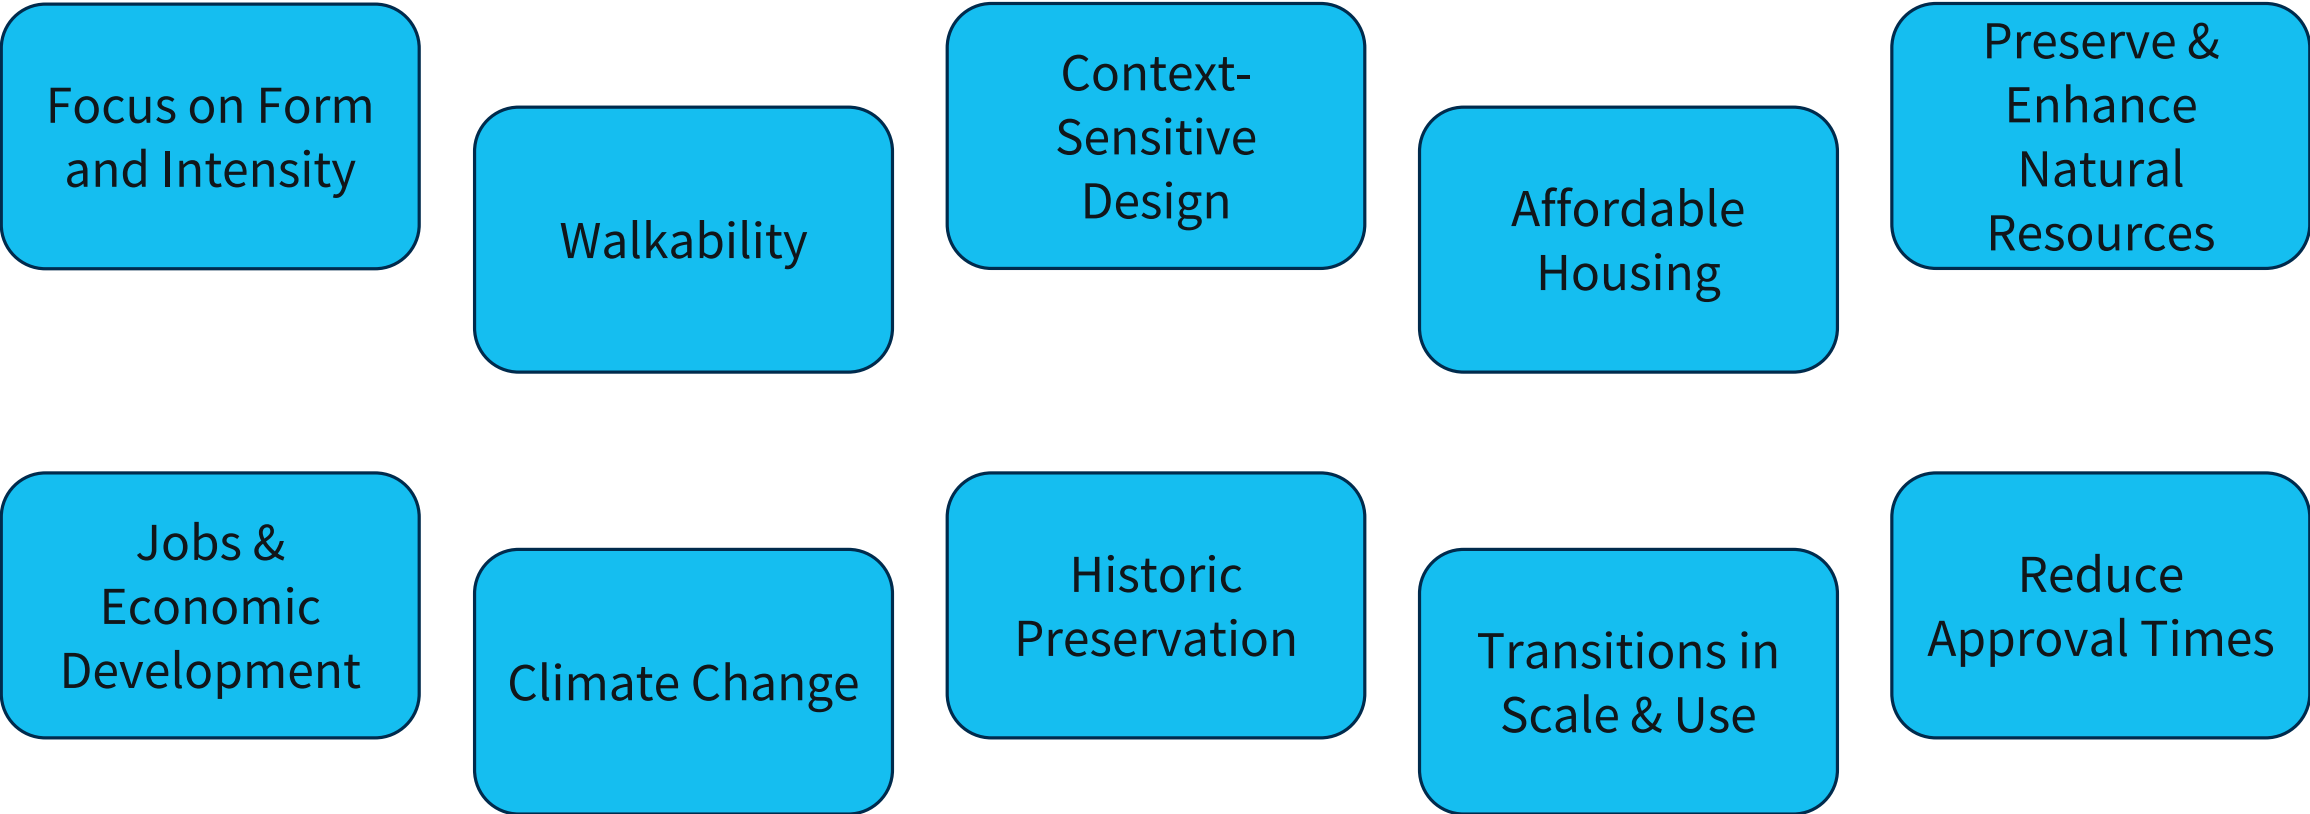 Focus on Form
and Intensity
Walkability
Context-
Sensitive
Design
Affordable
Housing
Preserve &
Enhance
Natural
Resources
Jobs &
Economic
Development
Climate Change
Historic
Preservation
Transitions in
Scale & Use
Reduce
Approval Times